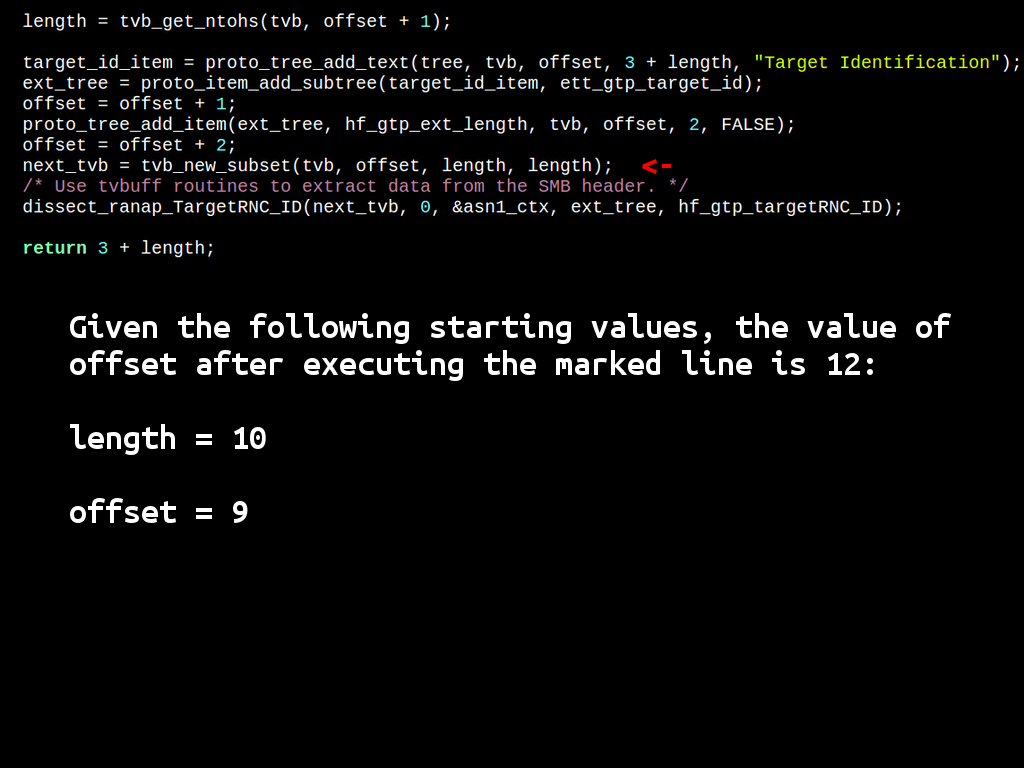 length = tvb_get_ntohs(tvb, offset + 1);
target_id_item = proto_tree_add_text(tree, tvb, offset, 3 + length, "Target Identification");
ext_tree = proto_item_add_subtree(target_id_item, ett_gtp_target_id);
offset = offset + 1;
proto_tree_add_item(ext_tree, hf_gtp_ext_length, tvb, offset, 2, FALSE);
offset = offset + 2;
next_tvb = tvb_new_subset(tvb, offset, length, length); <-
/* Use tvbuff routines to extract data from the SMB header. */
dissect_ranap_TargetRNC_ID(next_tvb, 0, &asn1_ctx, ext_tree, hf_gtp_targetRNC_ID);
return 3 + length;
Given the following starting values, the value of
offset after executing the marked line is 12:
length = 10
offset = 9